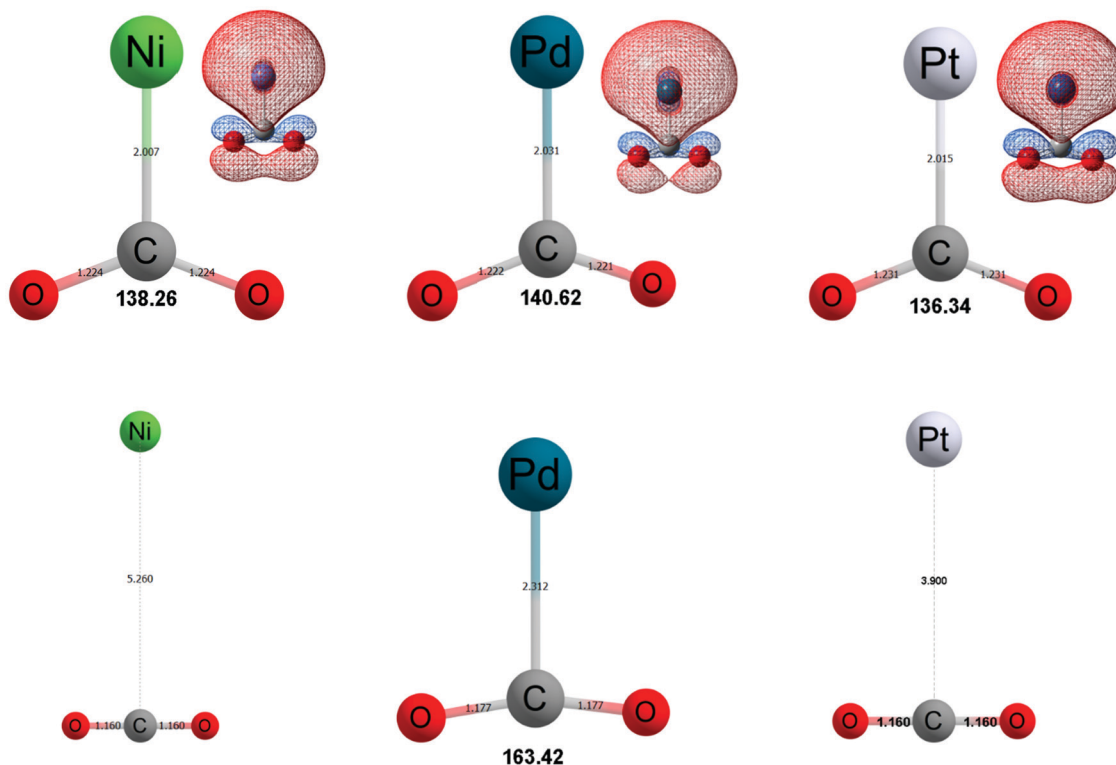 Ni
Pd
Pt
2.007
2.031
2.015
C
C
C
1.224
1.224
1.222
1.221
1.231
1.231
O
O
O
O
O
O
138.26
140.62
136.34
Ni
Pd
Pt
5.260
2.312
3.900
O
1.160
C
1.160
O
O
1.177
C
1.177
O
O
1.160
C
1.160
O
163.42